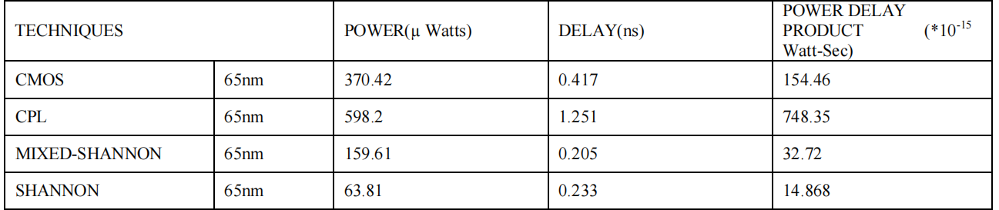 TECHNIQUES POWER(µ Watts) DELAY(ns) POWER DELAY
PRODUCT (*10⁻¹⁵
Watt-Sec)
CMOS 65nm 370.42 0.417 154.46
CPL 65nm 598.2 1.251 748.35
MIXED-SHANNON 65nm 159.61 0.205 32.72
SHANNON 65nm 63.81 0.233 14.868